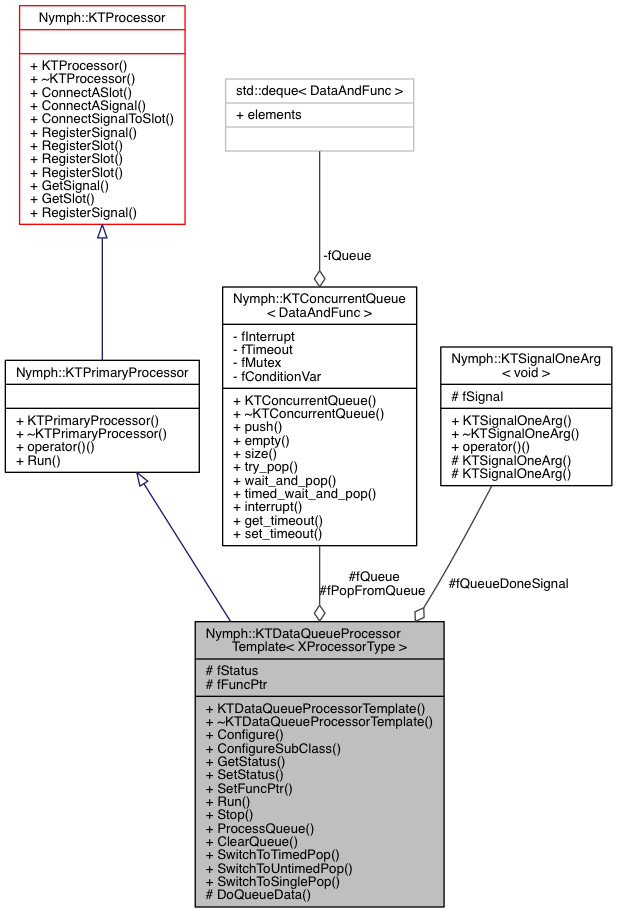 Nymph::KTProcessor
+ KTProcessor()
+ ~KTProcessor()
+ ConnectASlot()
+ ConnectASignal()
+ ConnectSignalToSlot()
+ RegisterSignal()
+ RegisterSlot()
+ RegisterSlot()
+ RegisterSlot()
+ GetSignal()
+ GetSlot()
+ RegisterSignal()
std::deque< DataAndFunc >
+ elements
-fQueue
Nymph::KTConcurrentQueue
< DataAndFunc >
- fInterrupt
- fTimeout
- fMutex
- fConditionVar
+ KTConcurrentQueue()
+ ~KTConcurrentQueue()
+ push()
+ empty()
+ size()
+ try_pop()
+ wait_and_pop()
+ timed_wait_and_pop()
+ interrupt()
+ get_timeout()
+ set_timeout()
Nymph::KTPrimaryProcessor
+ KTPrimaryProcessor()
+ ~KTPrimaryProcessor()
+ operator()()
+ Run()
Nymph::KTSignalOneArg
< void >
# fSignal
+ KTSignalOneArg()
+ ~KTSignalOneArg()
+ operator()()
# KTSignalOneArg()
# KTSignalOneArg()
#fQueue
#fPopFromQueue
#fQueueDoneSignal
Nymph::KTDataQueueProcessor
Template< XProcessorType >
# fStatus
# fFuncPtr
+ KTDataQueueProcessorTemplate()
+ ~KTDataQueueProcessorTemplate()
+ Configure()
+ ConfigureSubClass()
+ GetStatus()
+ SetStatus()
+ SetFuncPtr()
+ Run()
+ Stop()
+ ProcessQueue()
+ ClearQueue()
+ SwitchToTimedPop()
+ SwitchToUntimedPop()
+ SwitchToSinglePop()
# DoQueueData()